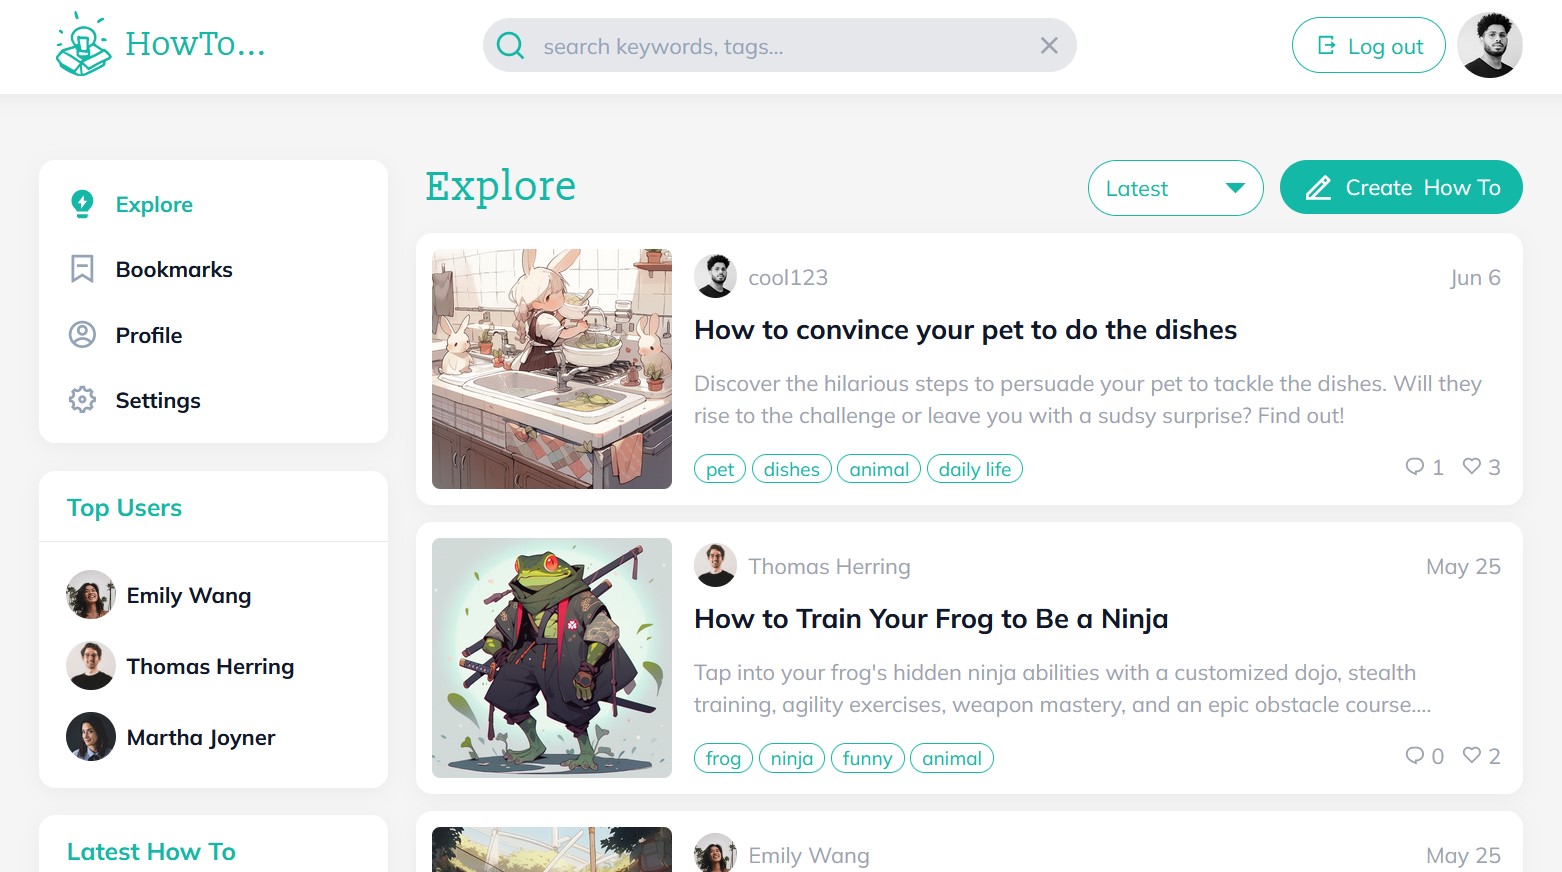 HowTo...
search keywords, tags...
Log out
Explore
Bookmarks
Profile
Settings
Top Users
Emily Wang
Thomas Herring
Martha Joyner
Latest How To
Explore
Latest
Create How To
cool123
Jun 6
How to convince your pet to do the dishes
Discover the hilarious steps to persuade your pet to tackle the dishes. Will they
rise to the challenge or leave you with a sudsy surprise? Find out!
pet dishes animal daily life
1 3
Thomas Herring
May 25
How to Train Your Frog to Be a Ninja
Tap into your frog's hidden ninja abilities with a customized dojo, stealth
training, agility exercises, weapon mastery, and an epic obstacle course....
frog ninja funny animal
0 2
Emily Wang
May 25